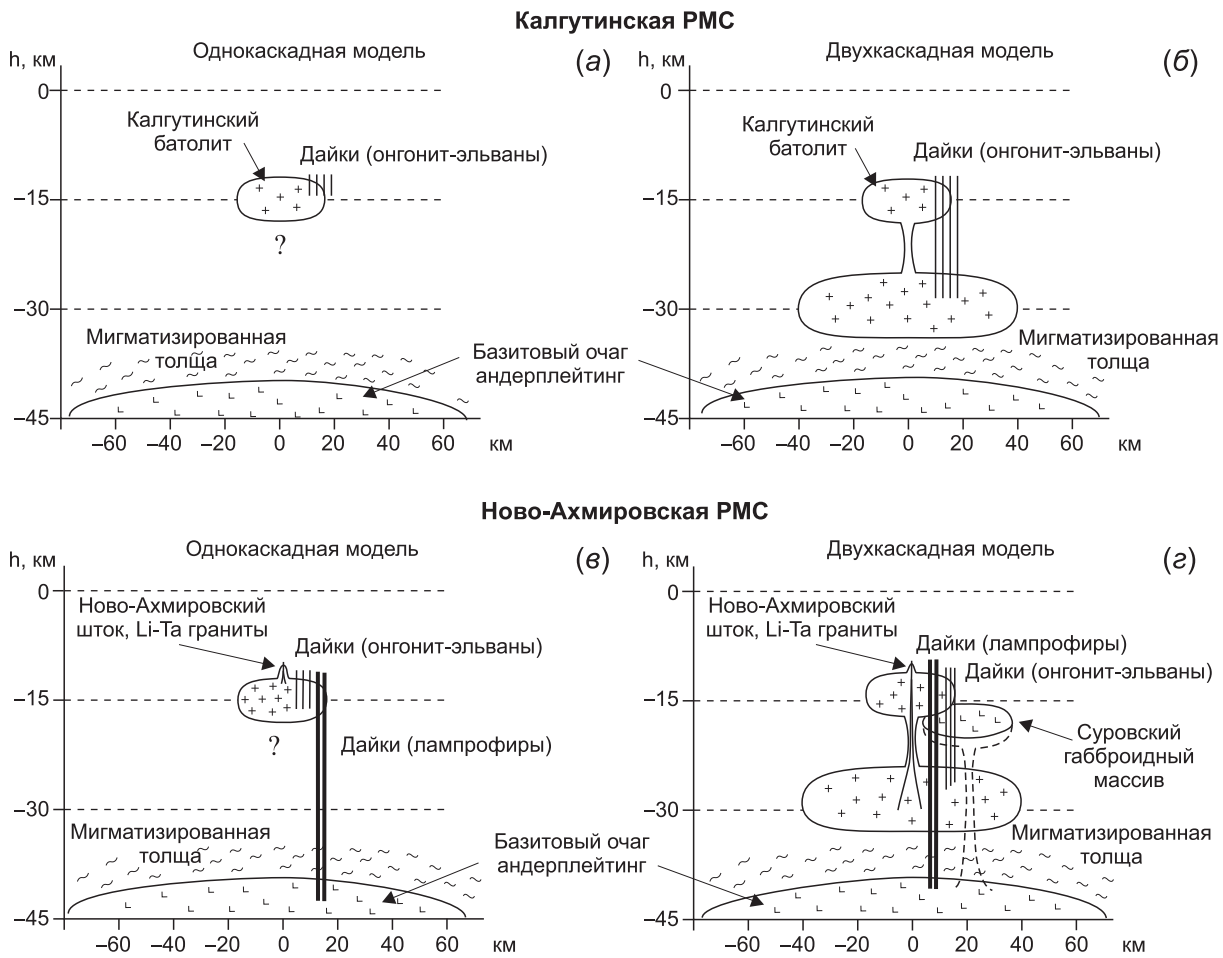 Калгутинская РМС
Однокаскадная модель
(а)
h, км
0
Калгутинский
батолит
Дайки (онгонит-эльваны)
–15
?
–30
Мигматизированная
толща
Базитовый очаг
андерплейтинг
–45
–60 –40 –20 0 20 40 60 км
Двухкаскадная модель
(б)
h, км
0
Калгутинский
батолит
Дайки (онгонит-эльваны)
–15
–30
Мигматизированная
толща
–45
–60 –40 –20 0 20 40 60 км
Ново-Ахмировская РМС
Однокаскадная модель
(в)
h, км
0
Ново-Ахмировский
шток, Li-Ta граниты
Дайки (онгонит-эльваны)
–15
?
Дайки (лампрофиры)
–30
Мигматизированная
толща
Базитовый очаг
андерплейтинг
–45
–60 –40 –20 0 20 40 60 км
Двухкаскадная модель
(г)
h, км
0
Ново-Ахмировский
шток, Li-Ta граниты
Дайки (лампрофиры)
Дайки (онгонит-эльваны)
–15
Суровский
габброидный
массив
–30
Мигматизированная
толща
–45
–60 –40 –20 0 20 40 60 км